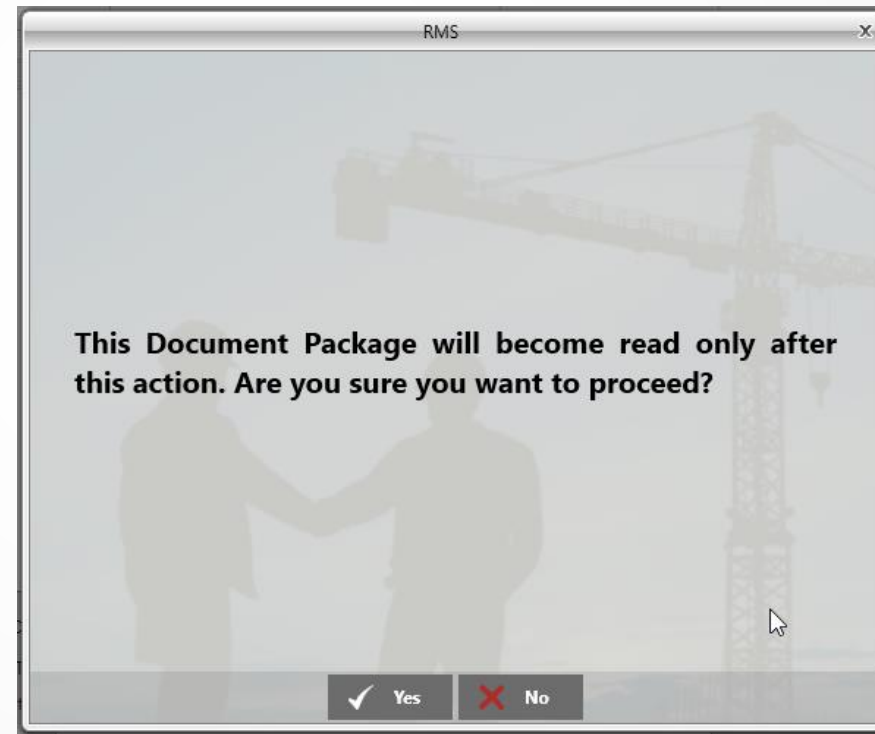 RMS
x
This Document Package will become read only after
this action. Are you sure you want to proceed?
Yes
No